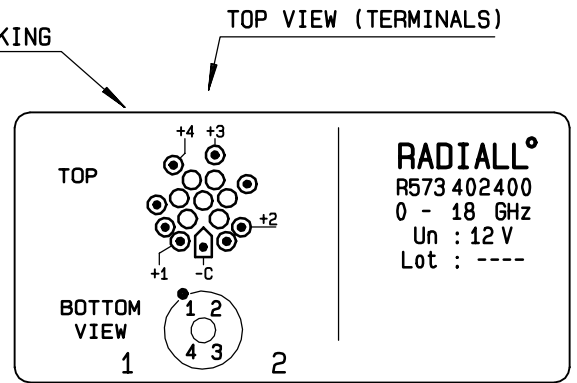 TOP VIEW (TERMINALS)
KING
+4 +3
TOP
+2
+1 -C
BOTTOM
VIEW
1 2
4 3
1 2
RADIALL°
R573 402400
0 - 18 GHz
Un : 12 V
Lot : ----